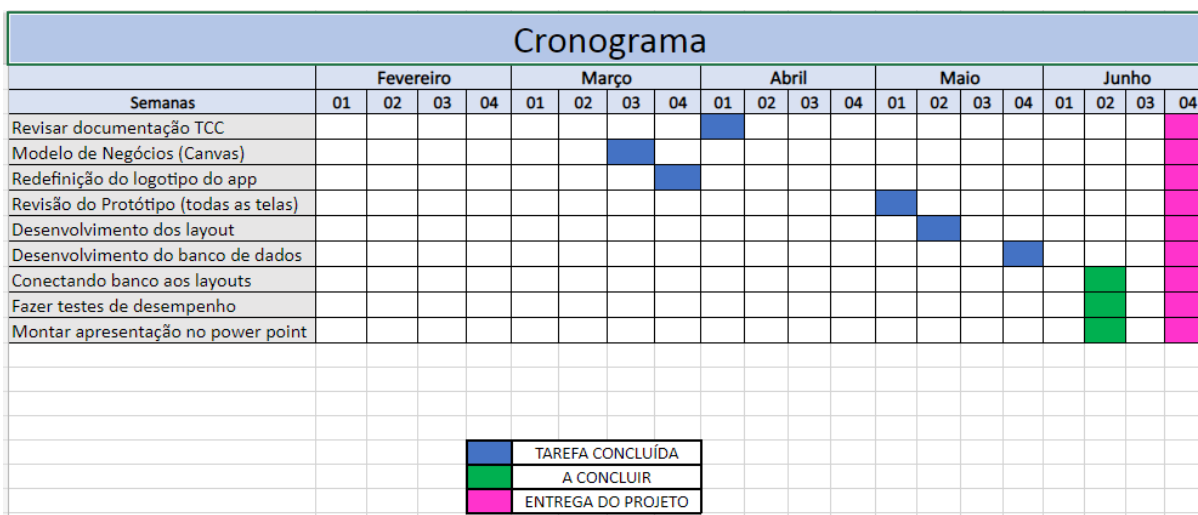 Cronograma
Fevereiro Março Abril Maio Junho
Semanas 01 02 03 04 01 02 03 04 01 02 03 04 01 02 03 04 01 02 03 04
Revisar documentação TCC
Modelo de Negócios (Canvas)
Redefinição do logotipo do app
Revisão do Protótipo (todas as telas)
Desenvolvimento dos layout
Desenvolvimento do banco de dados
Conectando banco aos layouts
Fazer testes de desempenho
Montar apresentação no power point
TAREFA CONCLUÍDA
A CONCLUIR
ENTREGA DO PROJETO